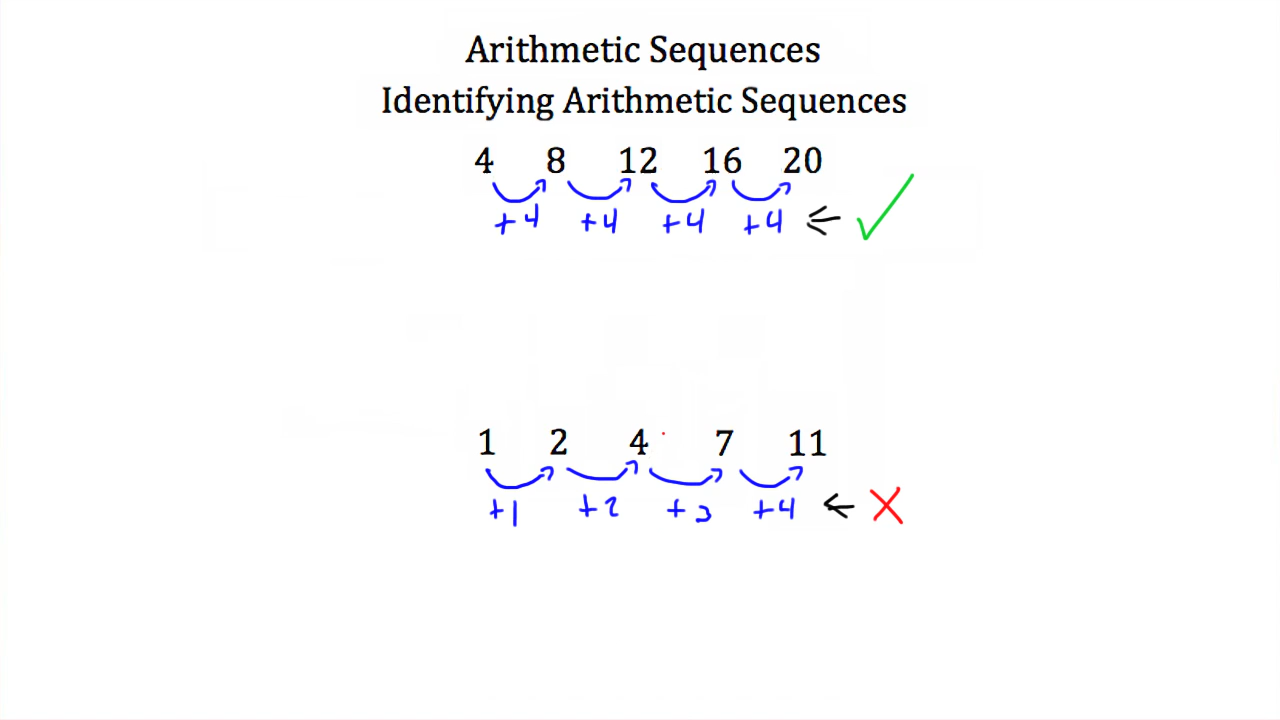 Arithmetic Sequences
Identifying Arithmetic Sequences
4 8 12 16 20
+4 +4 +4 +4
1 2 4 7 11
+1 +2 +3 +4